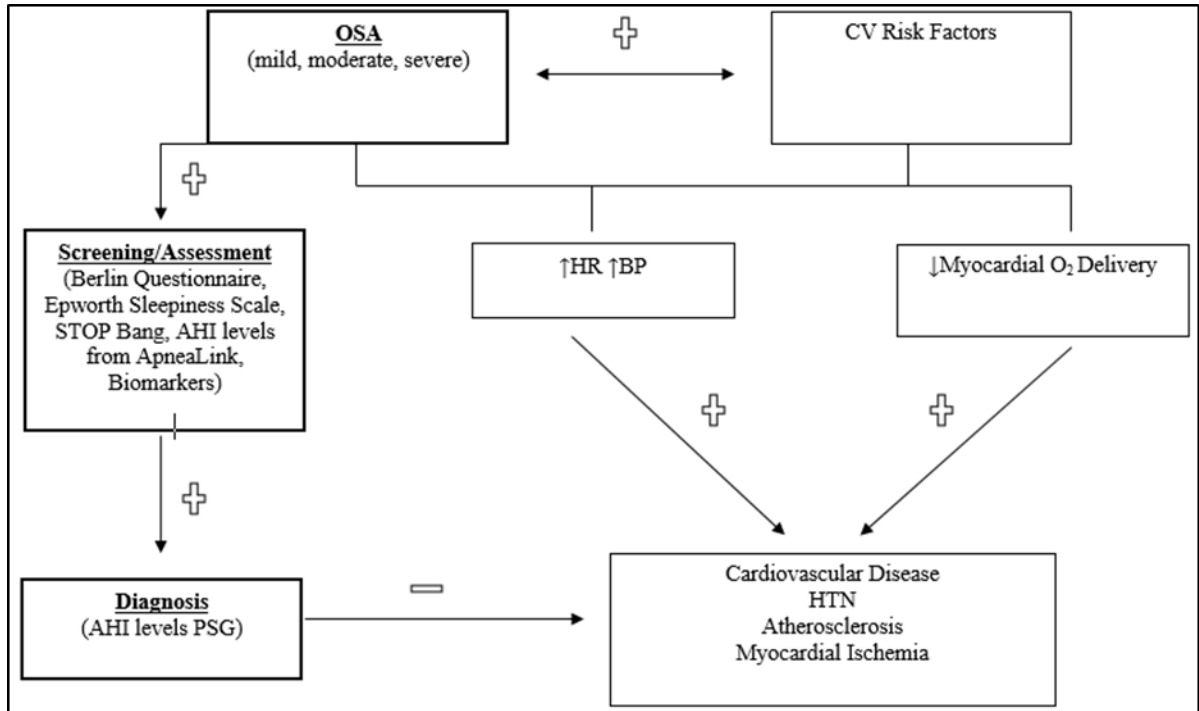 OSA
(mild, moderate, severe)
CV Risk Factors
Screening/Assessment
(Berlin Questionnaire,
Epworth Sleepiness Scale,
STOP Bang, AHI levels
from ApneaLink,
Biomarkers)
↑HR ↑BP
↓Myocardial O₂ Delivery
Diagnosis
(AHI levels PSG)
Cardiovascular Disease
HTN
Atherosclerosis
Myocardial Ischemia